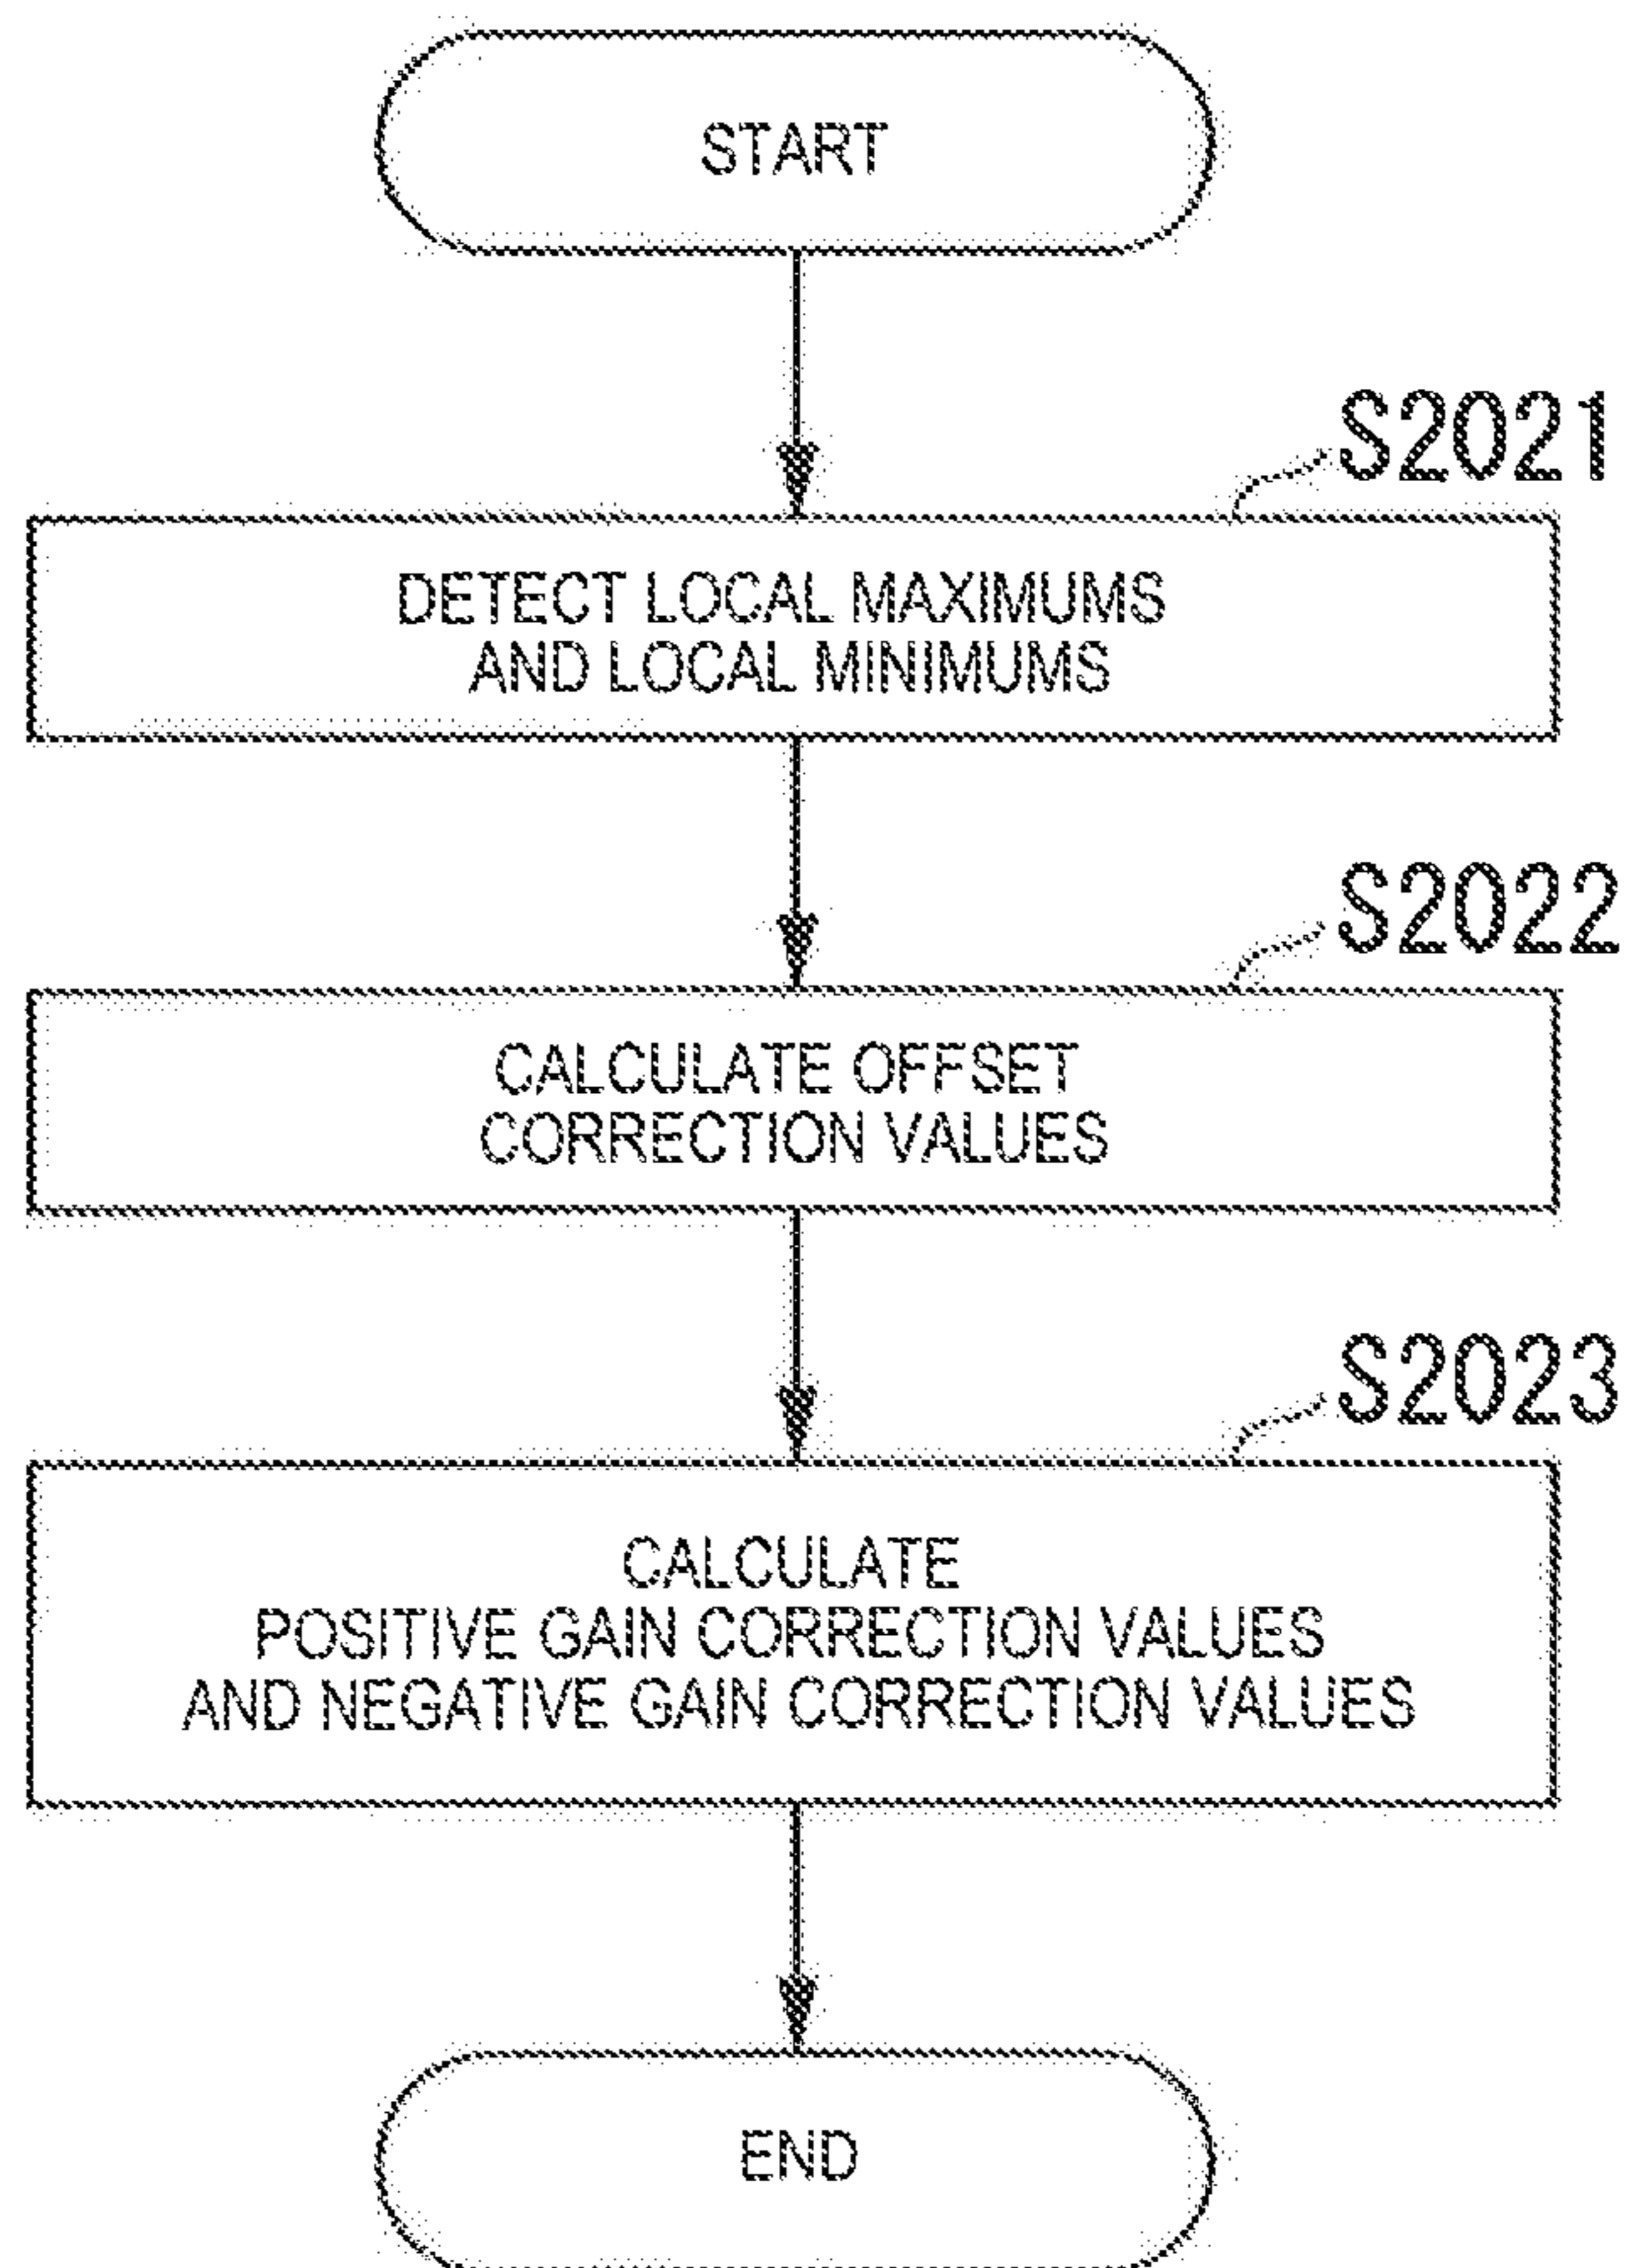 START
S2021
DETECT LOCAL MAXIMUMS
AND LOCAL MINIMUMS
S2022
CALCULATE OFFSET
CORRECTION VALUES
S2023
CALCULATE
POSITIVE GAIN CORRECTION VALUES
AND NEGATIVE GAIN CORRECTION VALUES
END